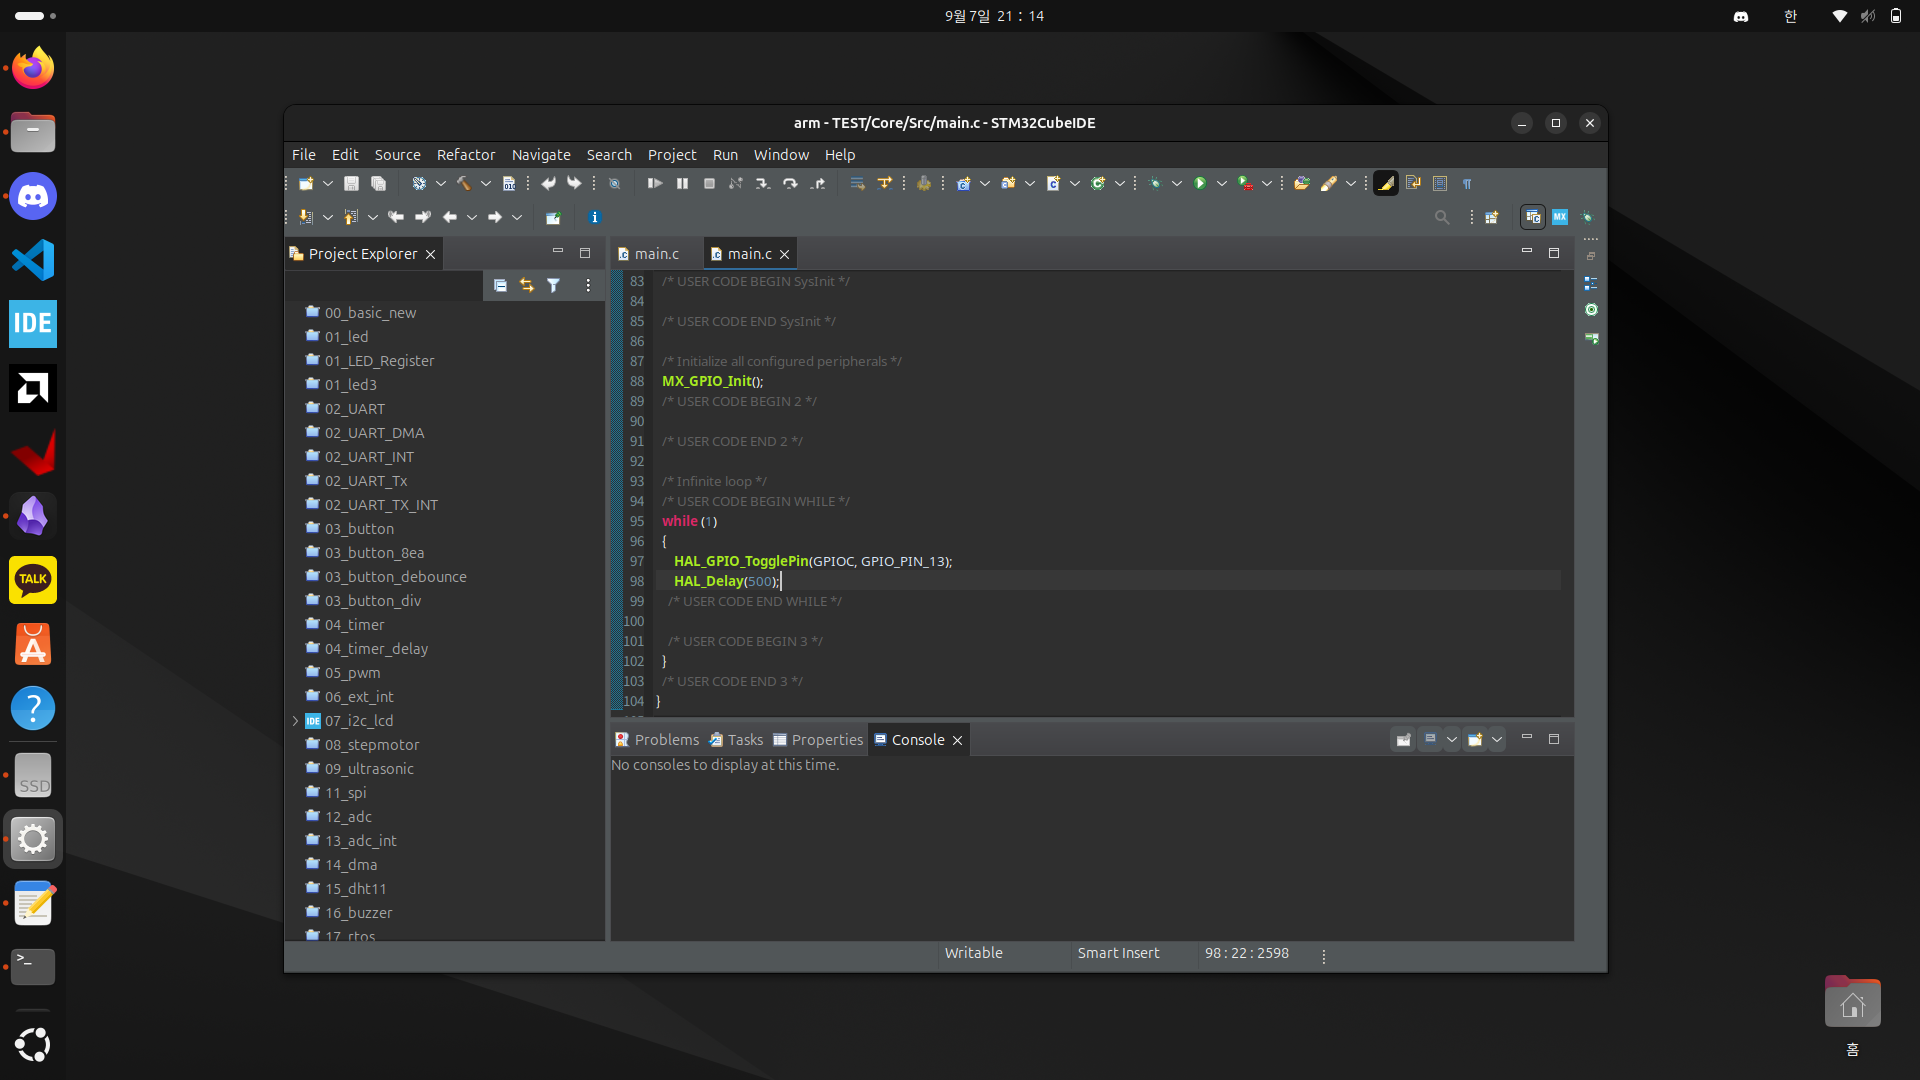 9월 7일 21 : 14
한
arm - TEST/Core/Src/main.c - STM32CubeIDE
File Edit Source Refactor Navigate Search Project Run Window Help
MX
Project Explorer
main.c
main.c
00_basic_new
01_led
01_LED_Register
01_led3
02_UART
02_UART_DMA
02_UART_INT
02_UART_Tx
02_UART_TX_INT
03_button
03_button_8ea
03_button_debounce
03_button_div
04_timer
04_timer_delay
05_pwm
06_ext_int
IDE 07_i2c_lcd
08_stepmotor
09_ultrasonic
11_spi
12_adc
13_adc_int
14_dma
15_dht11
16_buzzer
17_rtos
83 /* USER CODE BEGIN SysInit */
84
85 /* USER CODE END SysInit */
86
87 /* Initialize all configured peripherals */
88 MX_GPIO_Init();
89 /* USER CODE BEGIN 2 */
90
91 /* USER CODE END 2 */
92
93 /* Infinite loop */
94 /* USER CODE BEGIN WHILE */
95 while (1)
96 {
97 HAL_GPIO_TogglePin(GPIOC, GPIO_PIN_13);
98 HAL_Delay(500);
99 /* USER CODE END WHILE */
100
101 /* USER CODE BEGIN 3 */
102 }
103 /* USER CODE END 3 */
104 }
Problems Tasks Properties Console
No consoles to display at this time.
Writable Smart Insert 98 : 22 : 2598
IDE
TALK
SSD
홈